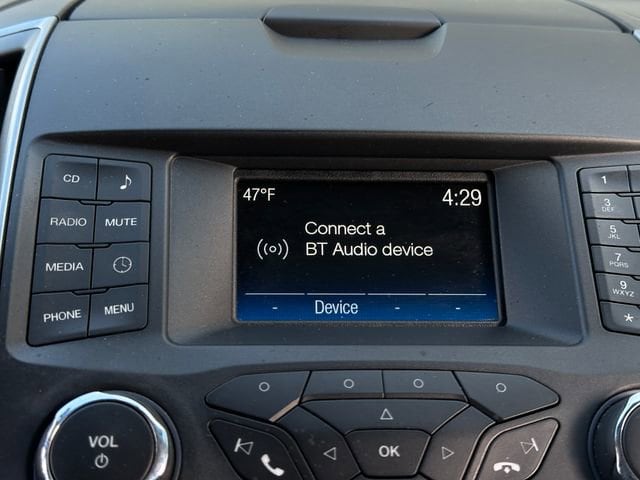 CD
RADIO MUTE
MEDIA
PHONE MENU
47°F 4:29
Connect a
BT Audio device
- Device - -
1
3 DEF
5 JKL
7 PQRS
9 WXYZ
*
VOL
OK